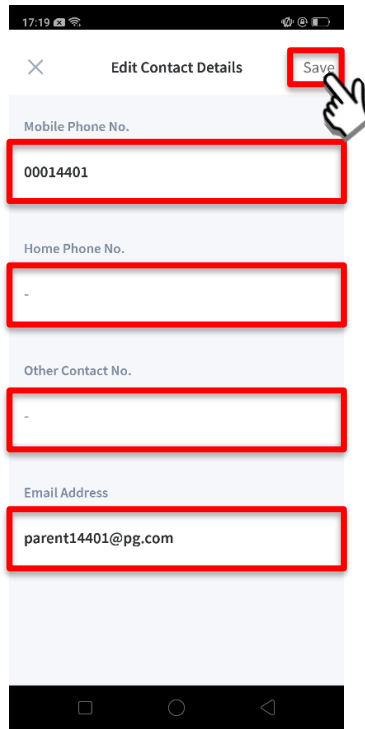 17:19
Edit Contact Details
Save
Mobile Phone No.
00014401
Home Phone No.
-
Other Contact No.
-
Email Address
parent14401@pg.com